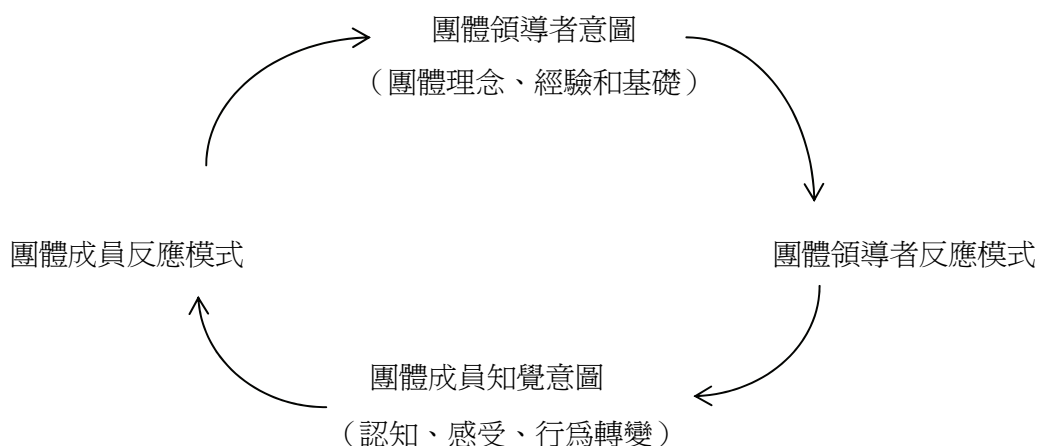 團體領導者意圖
（團體理念、經驗和基礎）
團體成員反應模式
團體領導者反應模式
團體成員知覺意圖
（認知、感受、行為轉變）